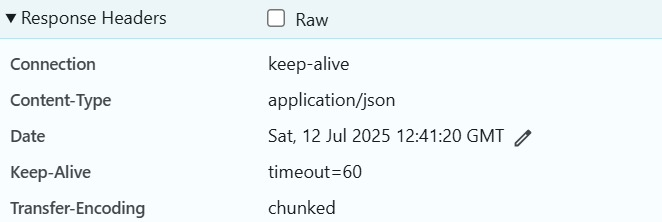 ▼ Response Headers Raw
Connection keep-alive
Content-Type application/json
Date Sat, 12 Jul 2025 12:41:20 GMT
Keep-Alive timeout=60
Transfer-Encoding chunked